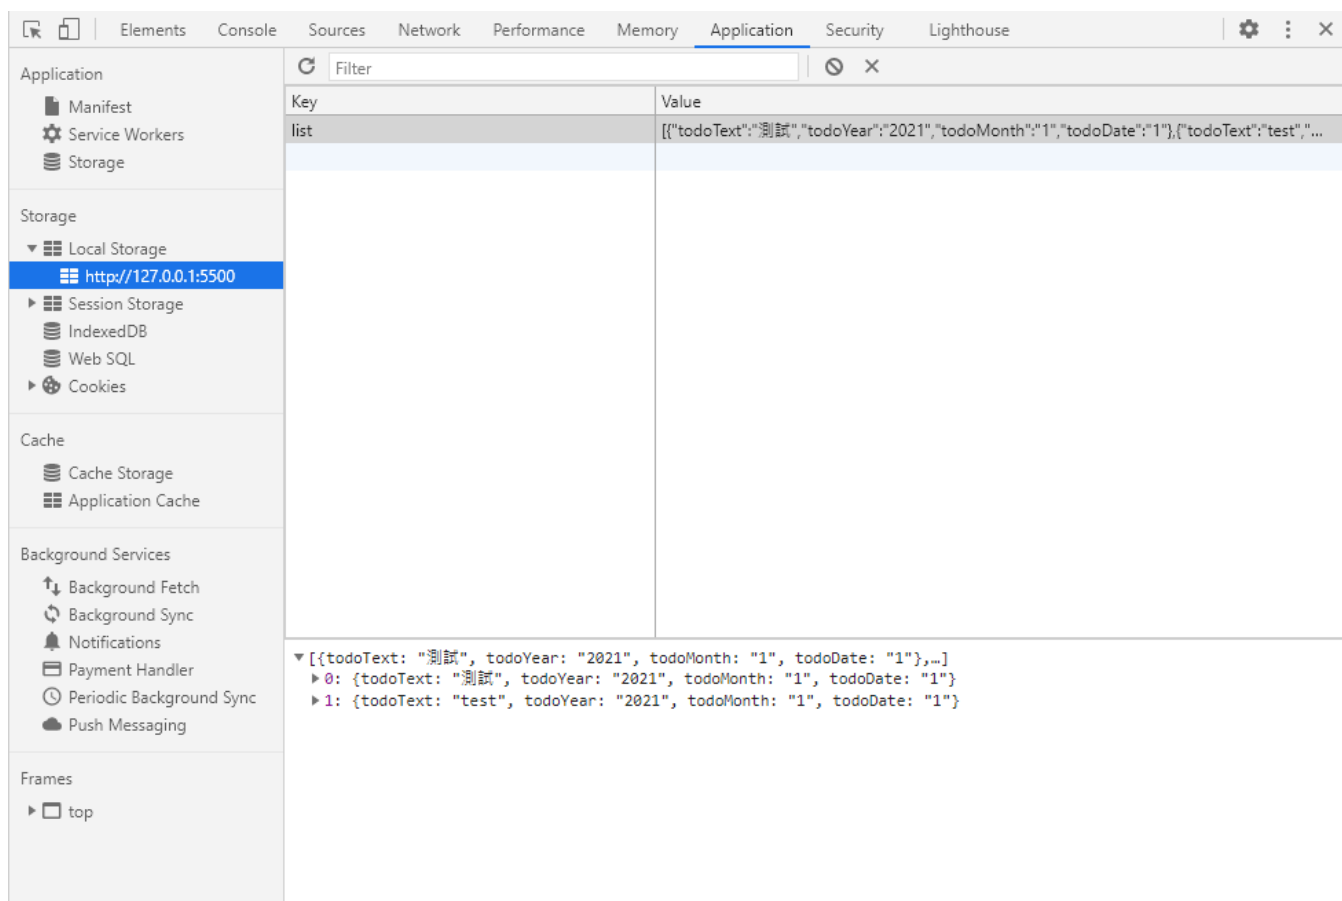 Elements Console Sources Network Performance Memory Application Security Lighthouse
Application
Manifest
Service Workers
Storage
Storage
Local Storage
http://127.0.0.1:5500
Session Storage
IndexedDB
Web SQL
Cookies
Cache
Cache Storage
Application Cache
Background Services
Background Fetch
Background Sync
Notifications
Payment Handler
Periodic Background Sync
Push Messaging
Frames
top
Filter
Key Value
list [{"todoText":"測試","todoYear":"2021","todoMonth":"1","todoDate":"1"},{"todoText":"test","...
[{todoText: "測試", todoYear: "2021", todoMonth: "1", todoDate: "1"},…]
0: {todoText: "測試", todoYear: "2021", todoMonth: "1", todoDate: "1"}
1: {todoText: "test", todoYear: "2021", todoMonth: "1", todoDate: "1"}